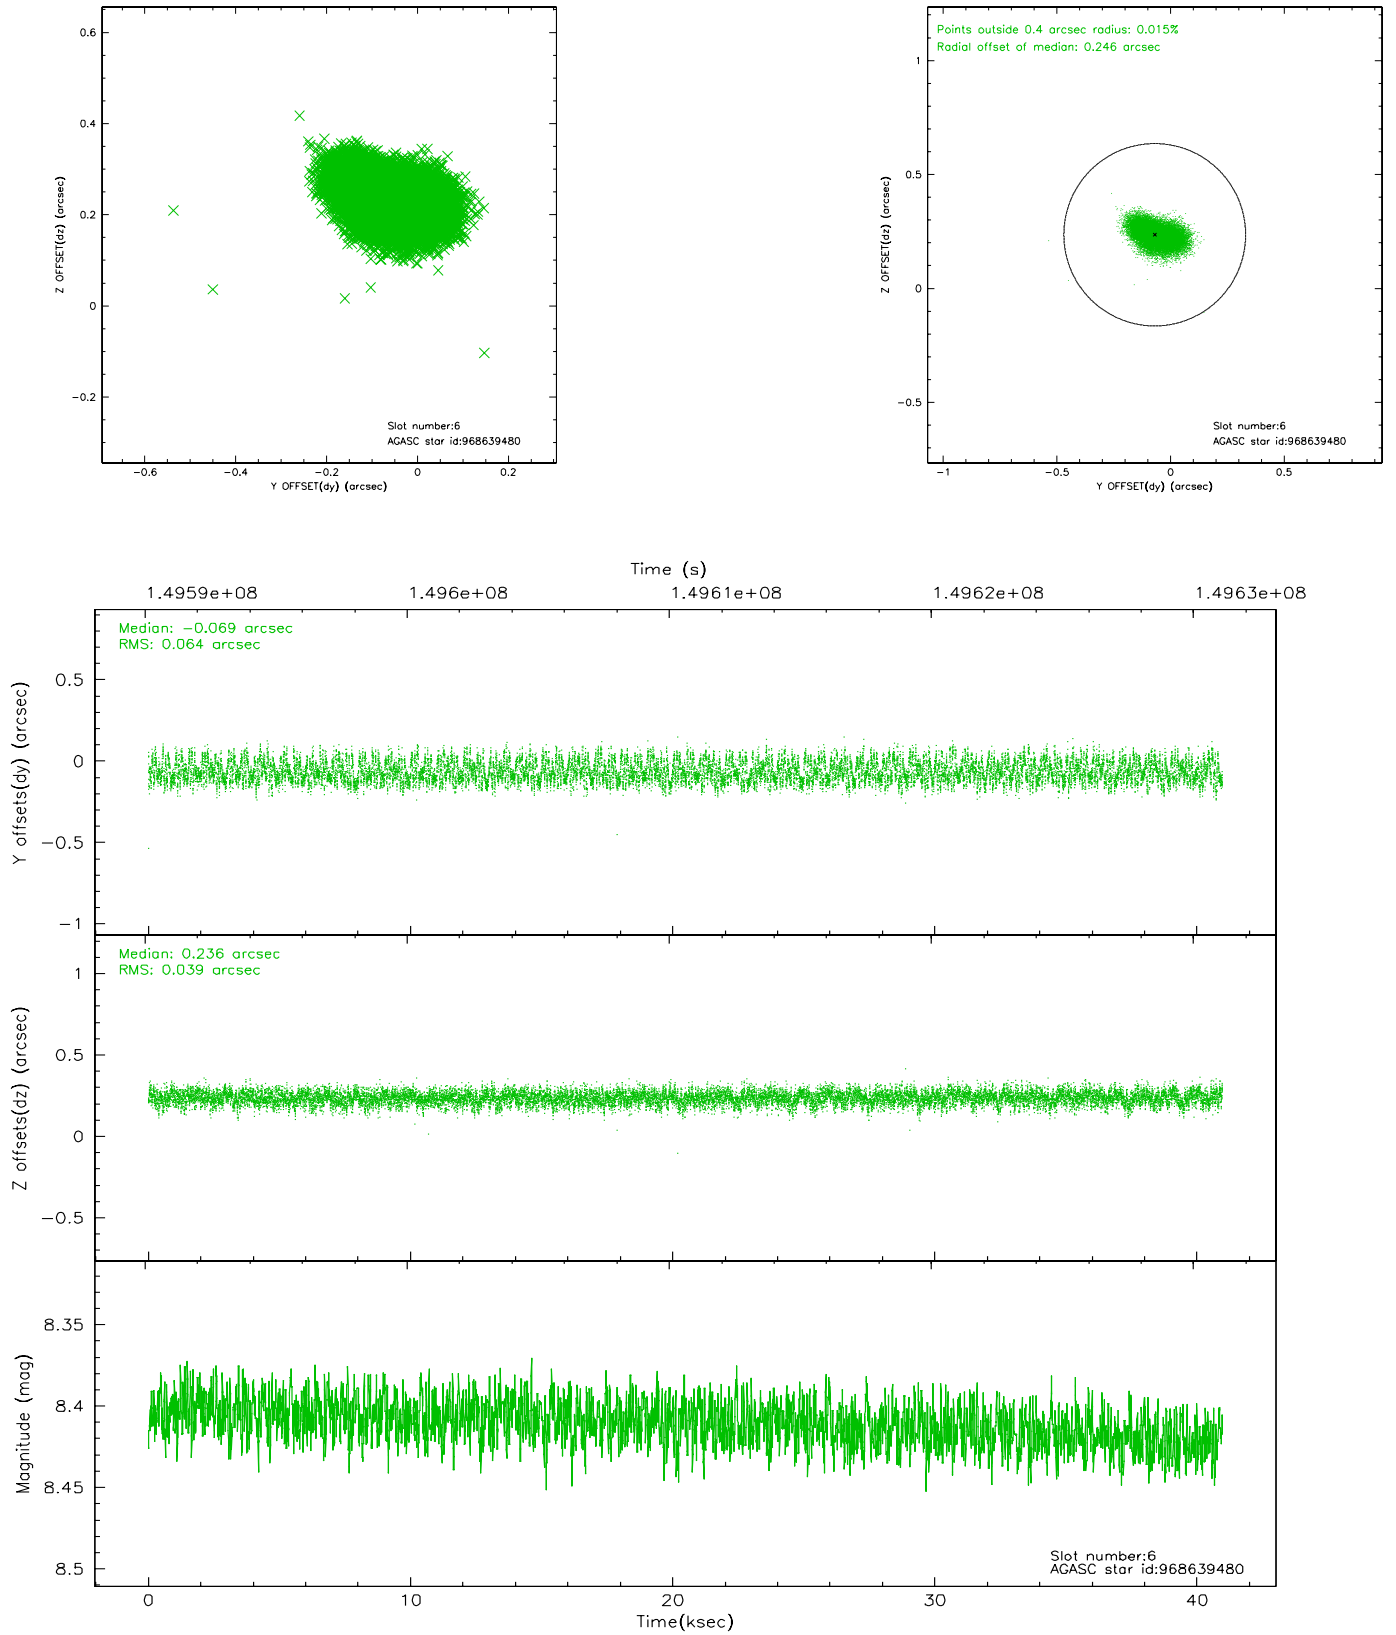 0.6
0.4
0.2
0
−0.2
Z OFFSET(dz) (arcsec)
Slot number:6
AGASC star id:968639480
−0.6 −0.4 −0.2 0 0.2
Y OFFSET(dy) (arcsec)
Points outside 0.4 arcsec radius: 0.015%
Radial offset of median: 0.246 arcsec
1
0.5
0
−0.5
Z OFFSET(dz) (arcsec)
Slot number:6
AGASC star id:968639480
−1 −0.5 0 0.5
Y OFFSET(dy) (arcsec)
Time (s)
1.4959e+08 1.496e+08 1.4961e+08 1.4962e+08 1.4963e+08
Median: −0.069 arcsec
RMS: 0.064 arcsec
0.5
0
−0.5
−1
Y offsets(dy) (arcsec)
Median: 0.236 arcsec
RMS: 0.039 arcsec
1
0.5
0
−0.5
Z offsets(dz) (arcsec)
8.35
8.4
8.45
8.5
Magnitude (mag)
Slot number:6
AGASC star id:968639480
0 10 20 30 40
Time(ksec)